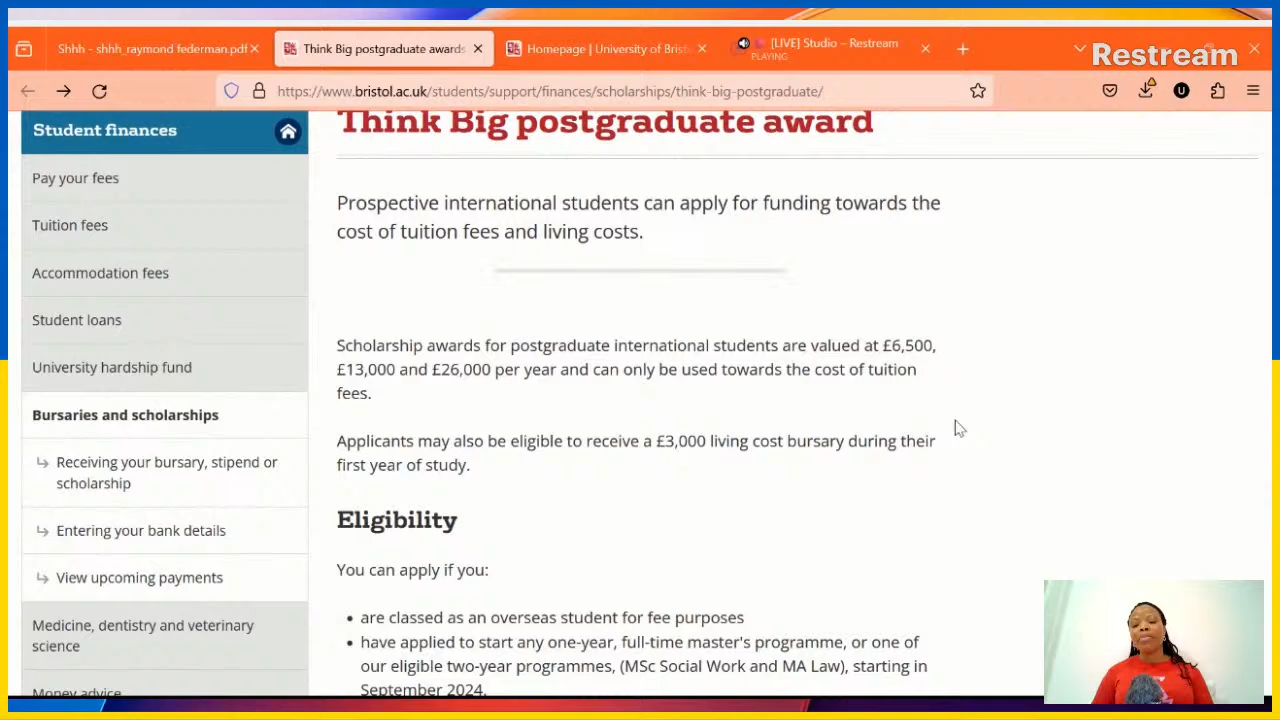 Shhh - shhh_raymond federman.pdf
Think Big postgraduate awards
Homepage | University of Brist
[LIVE] Studio – Restream
PLAYING
Restream
https://www.bristol.ac.uk/students/support/finances/scholarships/think-big-postgraduate/
Student finances
Pay your fees
Tuition fees
Accommodation fees
Student loans
University hardship fund
Bursaries and scholarships
Receiving your bursary, stipend or
scholarship
Entering your bank details
View upcoming payments
Medicine, dentistry and veterinary
science
Money advice
Think Big postgraduate award
Prospective international students can apply for funding towards the
cost of tuition fees and living costs.
Scholarship awards for postgraduate international students are valued at £6,500,
£13,000 and £26,000 per year and can only be used towards the cost of tuition
fees.
Applicants may also be eligible to receive a £3,000 living cost bursary during their
first year of study.
Eligibility
You can apply if you:
• are classed as an overseas student for fee purposes
• have applied to start any one-year, full-time master's programme, or one of
our eligible two-year programmes, (MSc Social Work and MA Law), starting in
September 2024.